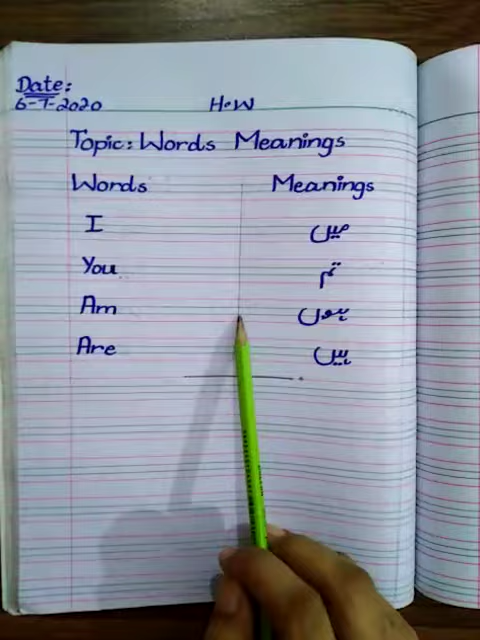 Date:
6-7-2020 H.W
Topic: Words Meanings
Words Meanings
I میں
You تم
Am ہوں
Are ہیں